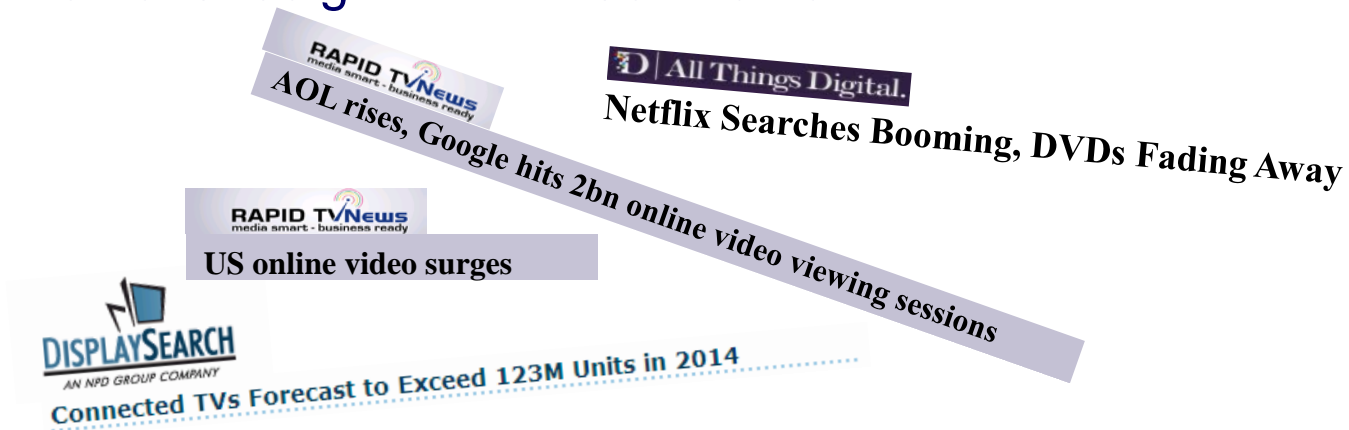 RAPID TVNews
media smart - business ready
AOL rises, Google hits 2bn online video viewing sessions
D | All Things Digital.
Netflix Searches Booming, DVDs Fading Away
RAPID TVNews
media smart - business ready
US online video surges
DISPLAYSEARCH
AN NPD GROUP COMPANY
Connected TVs Forecast to Exceed 123M Units in 2014